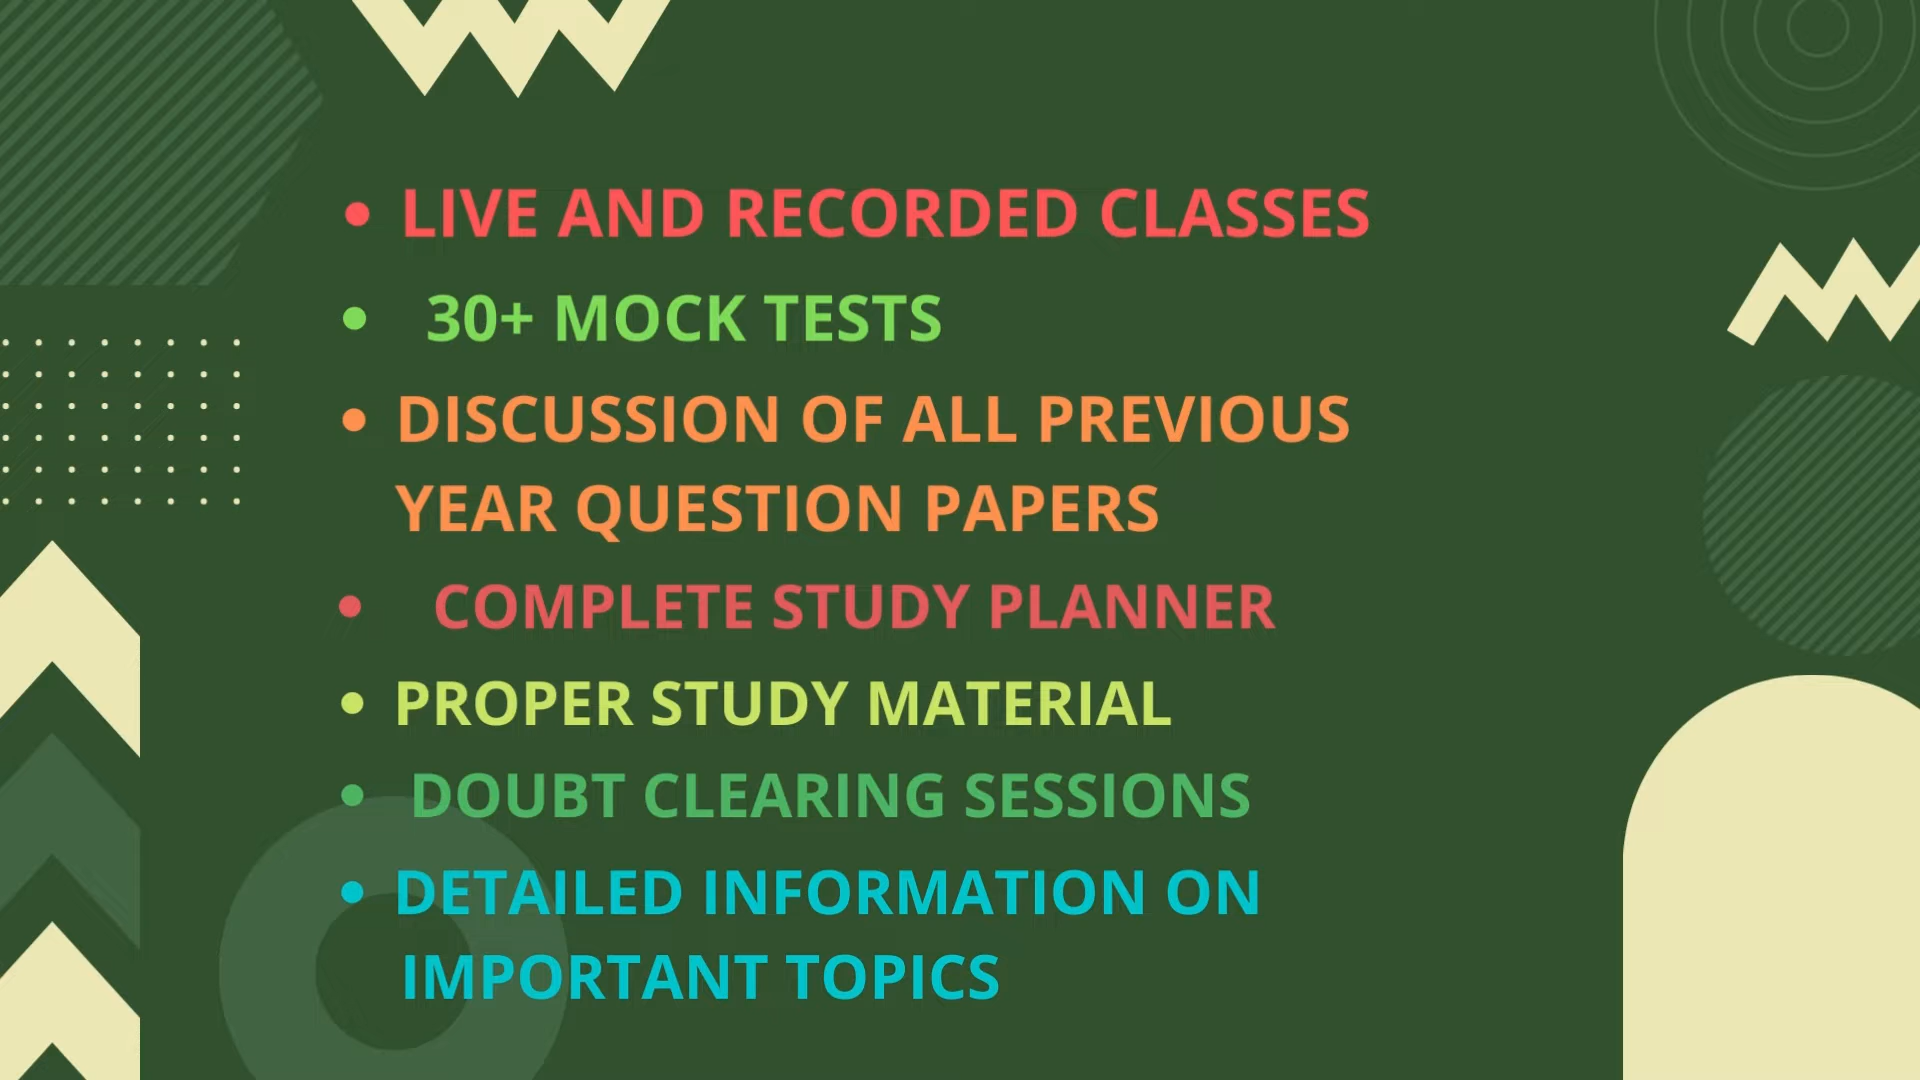 • LIVE AND RECORDED CLASSES
• 30+ MOCK TESTS
• DISCUSSION OF ALL PREVIOUS
YEAR QUESTION PAPERS
• COMPLETE STUDY PLANNER
• PROPER STUDY MATERIAL
• DOUBT CLEARING SESSIONS
• DETAILED INFORMATION ON
IMPORTANT TOPICS